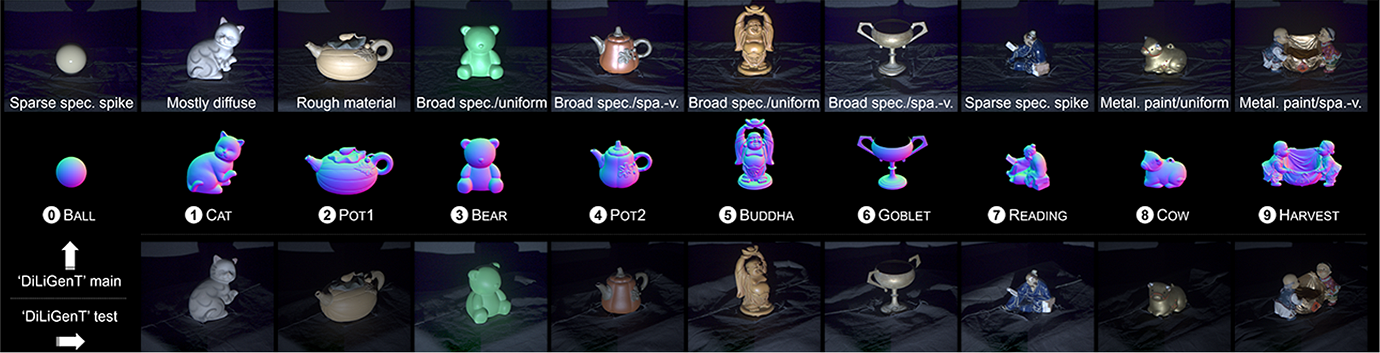 Sparse spec. spike
Mostly diffuse
Rough material
Broad spec./uniform
Broad spec./spa.-v.
Broad spec./uniform
Broad spec./spa.-v.
Sparse spec. spike
Metal. paint/uniform
Metal. paint/spa.-v.
0 BALL
1 CAT
2 POT1
3 BEAR
4 POT2
5 BUDDHA
6 GOBLET
7 READING
8 COW
9 HARVEST
‘DiLiGenT’ main
‘DiLiGenT’ test